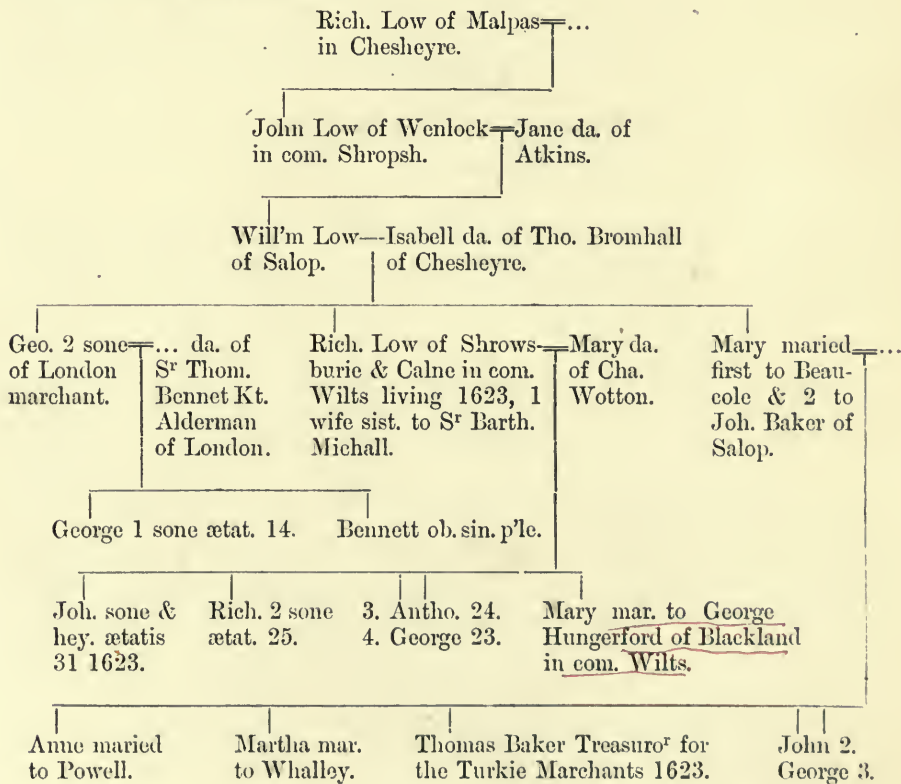 Rich. Low of Malpas=...
in Chesheyre.
John Low of Wenlock=Jane da. of
in com. Shropsh. Atkins.
Will'm Low—Isabell da. of Tho. Bromhall
of Salop. of Chesheyre.
Geo. 2 sone=... da. of
of London Sʳ Thom.
marchant. Bennet Kt.
Alderman
of London.
Rich. Low of Shrows-=Mary da.
burie & Calne in com. of Cha.
Wilts living 1623, 1 Wotton.
wife sist. to Sʳ Barth.
Michall.
Mary maried=...
first to Beau-
cole & 2 to
Joh. Baker of
Salop.
George 1 sone ætat. 14. Bennett ob. sin. p'le.
Joh. sone &
hey. ætatis
31 1623.
Rich. 2 sone
ætat. 25.
3. Antho. 24.
4. George 23.
Mary mar. to George
Hungerford of Blackland
in com. Wilts.
Anne maried
to Powell.
Martha mar.
to Whalley.
Thomas Baker Treasuroʳ for
the Turkie Marchants 1623.
John 2.
George 3.